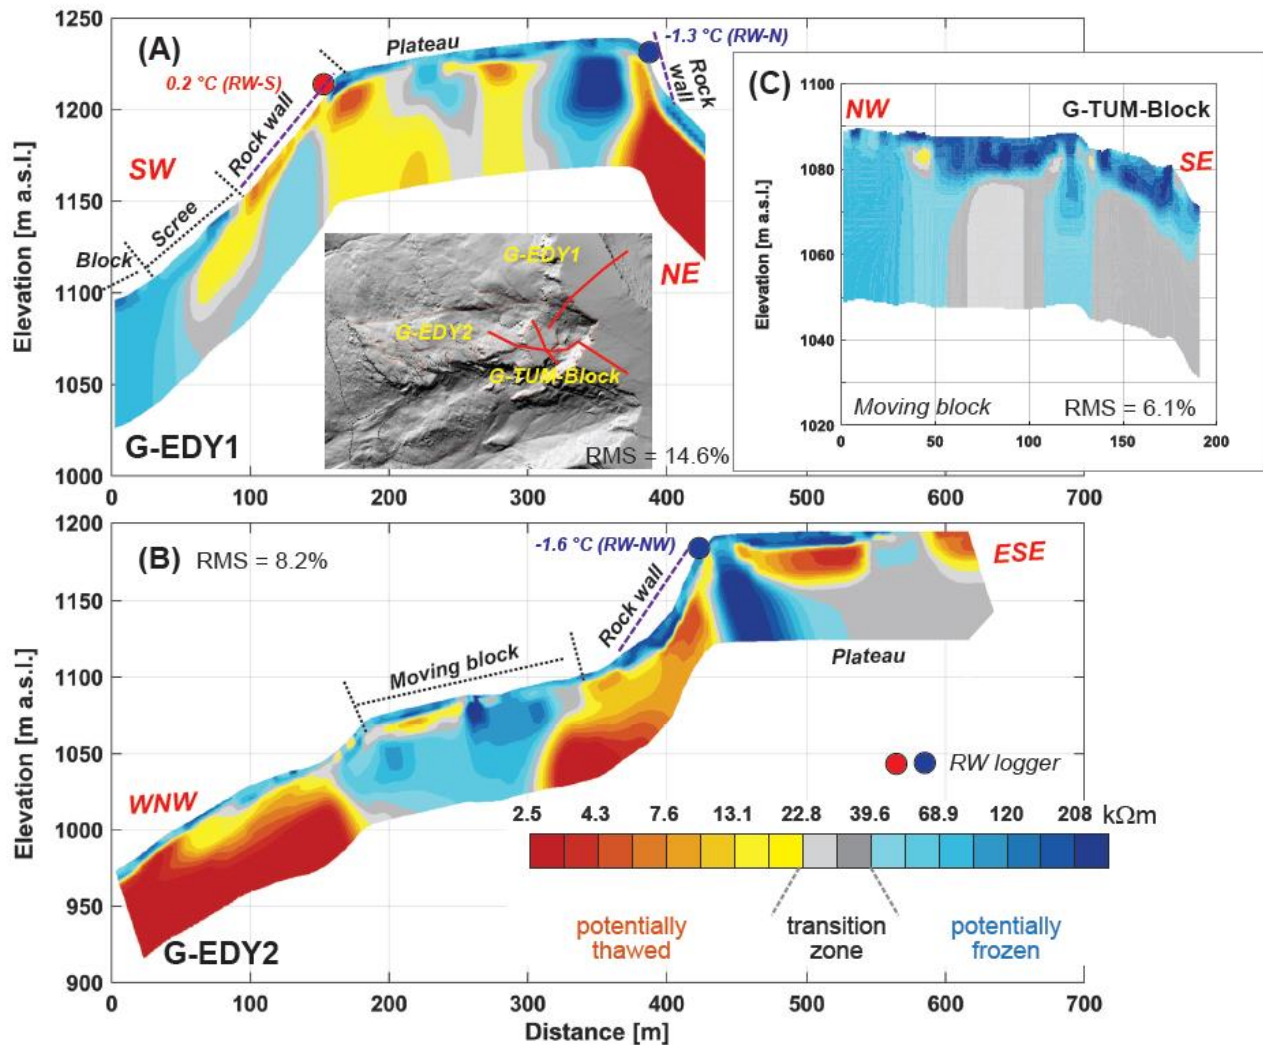 (A)
Elevation [m a.s.l.]
1250
1200
1150
1100
1050
1000
0
100
200
300
400
500
600
700
Plateau
-1.3 °C (RW-N)
0.2 °C (RW-S)
Rock wall
Rock
wall
SW
Scree
Block
NE
G-EDY1
G-EDY1
G-EDY2
G-TUM-Block
RMS = 14.6%
(C)
G-TUM-Block
NW
SE
Elevation [m a.s.l.]
1100
1080
1060
1040
1020
0
50
100
150
200
Moving block
RMS = 6.1%
(B)
RMS = 8.2%
Elevation [m a.s.l.]
1200
1150
1100
1050
1000
950
900
-1.6 °C (RW-NW)
ESE
Rock wall
Plateau
Moving block
WNW
G-EDY2
RW logger
2.5 4.3 7.6 13.1 22.8 39.6 68.9 120 208 kΩm
potentially
thawed
transition
zone
potentially
frozen
0
100
200
300
400
500
600
700
Distance [m]